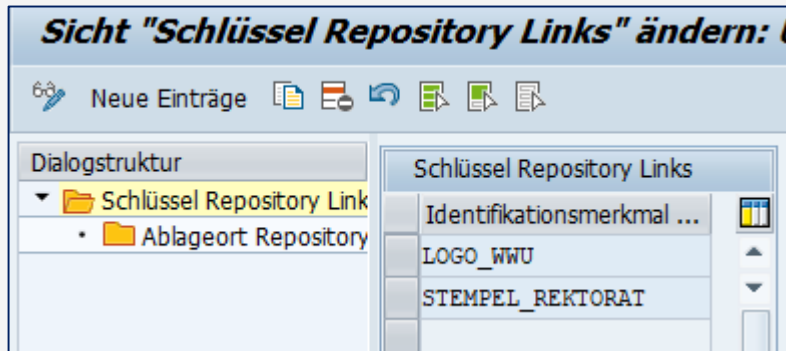 Sicht "Schlüssel Repository Links" ändern:
Neue Einträge
Dialogstruktur
Schlüssel Repository Link
Ablageort Repository
Schlüssel Repository Links
Identifikationsmerkmal ...
LOGO_WWU
STEMPEL_REKTORAT